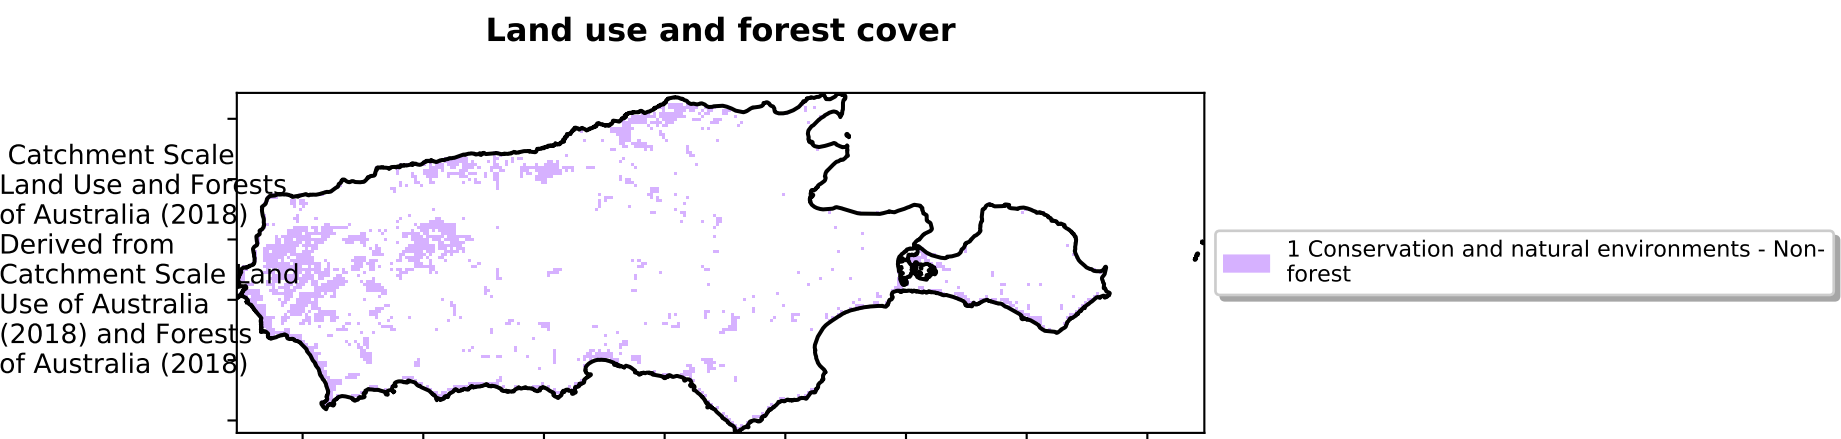 Land use and forest cover
Catchment Scale
Land Use and Forests
of Australia (2018)
Derived from
Catchment Scale Land
Use of Australia
(2018) and Forests
of Australia (2018)
1 Conservation and natural environments - Non-
forest